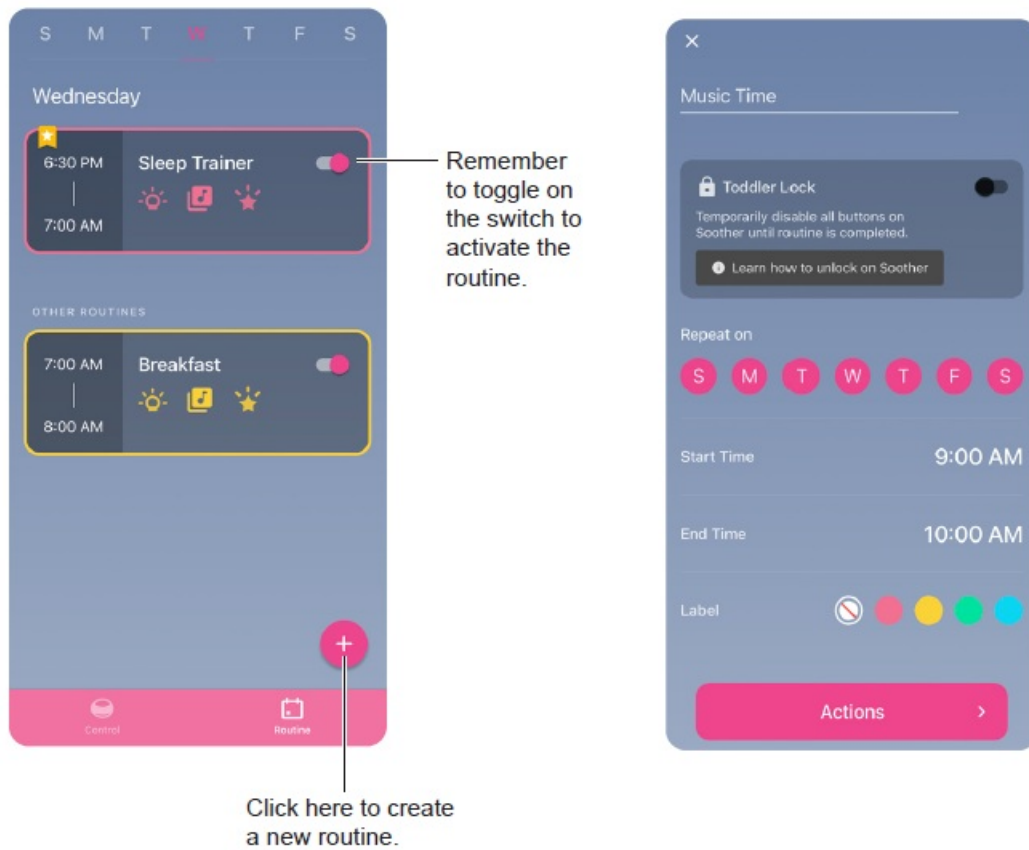 S M T W T F S
Wednesday
6:30 PM
Sleep Trainer
7:00 AM
Remember
to toggle on
the switch to
activate the
routine.
OTHER ROUTINES
7:00 AM
Breakfast
8:00 AM
+
Control
Routine
Click here to create
a new routine.
×
Music Time
Toddler Lock
Temporarily disable all buttons on
Soother until routine is completed.
Learn how to unlock on Soother
Repeat on
S M T W T F S
Start Time 9:00 AM
End Time 10:00 AM
Label
Actions >